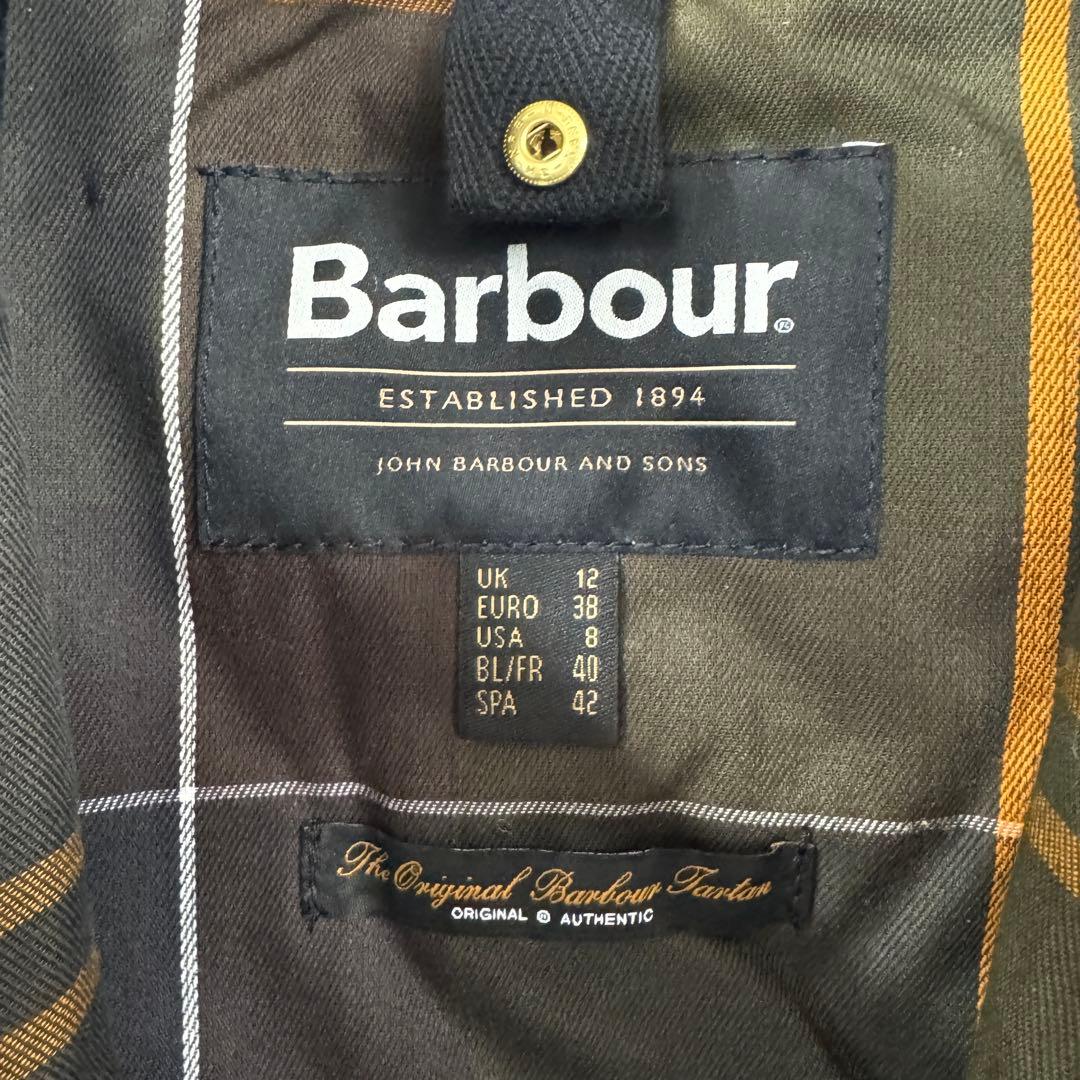 Barbour®
ESTABLISHED 1894
JOHN BARBOUR AND SONS
UK 12
EURO 38
USA 8
BL/FR 40
SPA 42
The Original Barbour Tartan
ORIGINAL ® AUTHENTIC